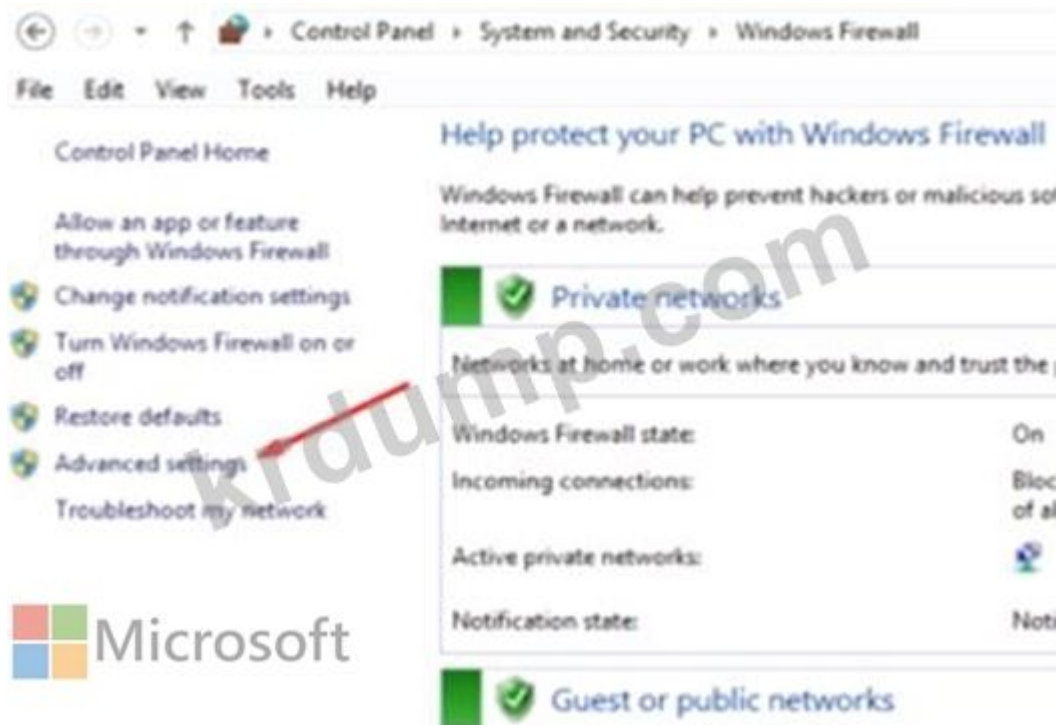 Control Panel ▸ System and Security ▸ Windows Firewall
File Edit View Tools Help
Control Panel Home
Allow an app or feature
through Windows Firewall
Change notification settings
Turn Windows Firewall on or
off
Restore defaults
Advanced settings
Troubleshoot my network
Microsoft
Help protect your PC with Windows Firewall
Windows Firewall can help prevent hackers or malicious
Internet or a network.
Private networks
Networks at home or work where you know and trust the
Windows Firewall state: On
Incoming connections:
Active private networks:
Notification state:
Guest or public networks
krdump.com